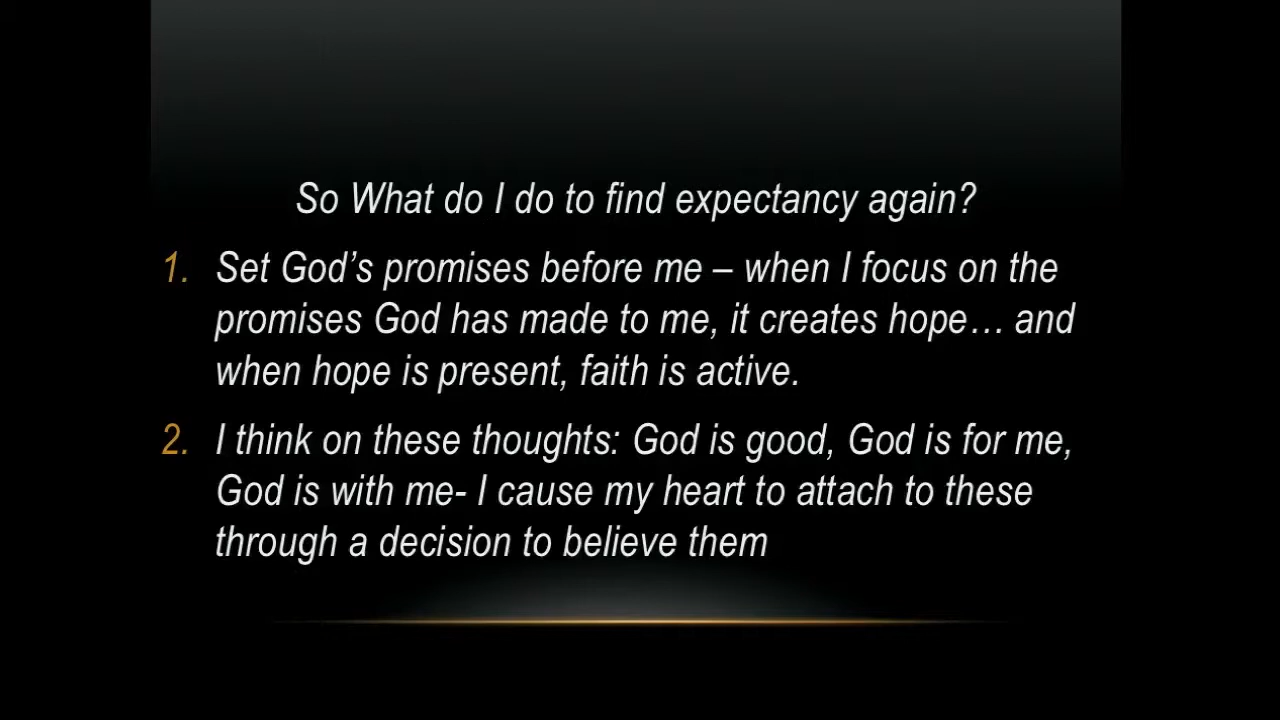 So What do I do to find expectancy again?
1. Set God’s promises before me – when I focus on the
promises God has made to me, it creates hope… and
when hope is present, faith is active.
2. I think on these thoughts: God is good, God is for me,
God is with me- I cause my heart to attach to these
through a decision to believe them